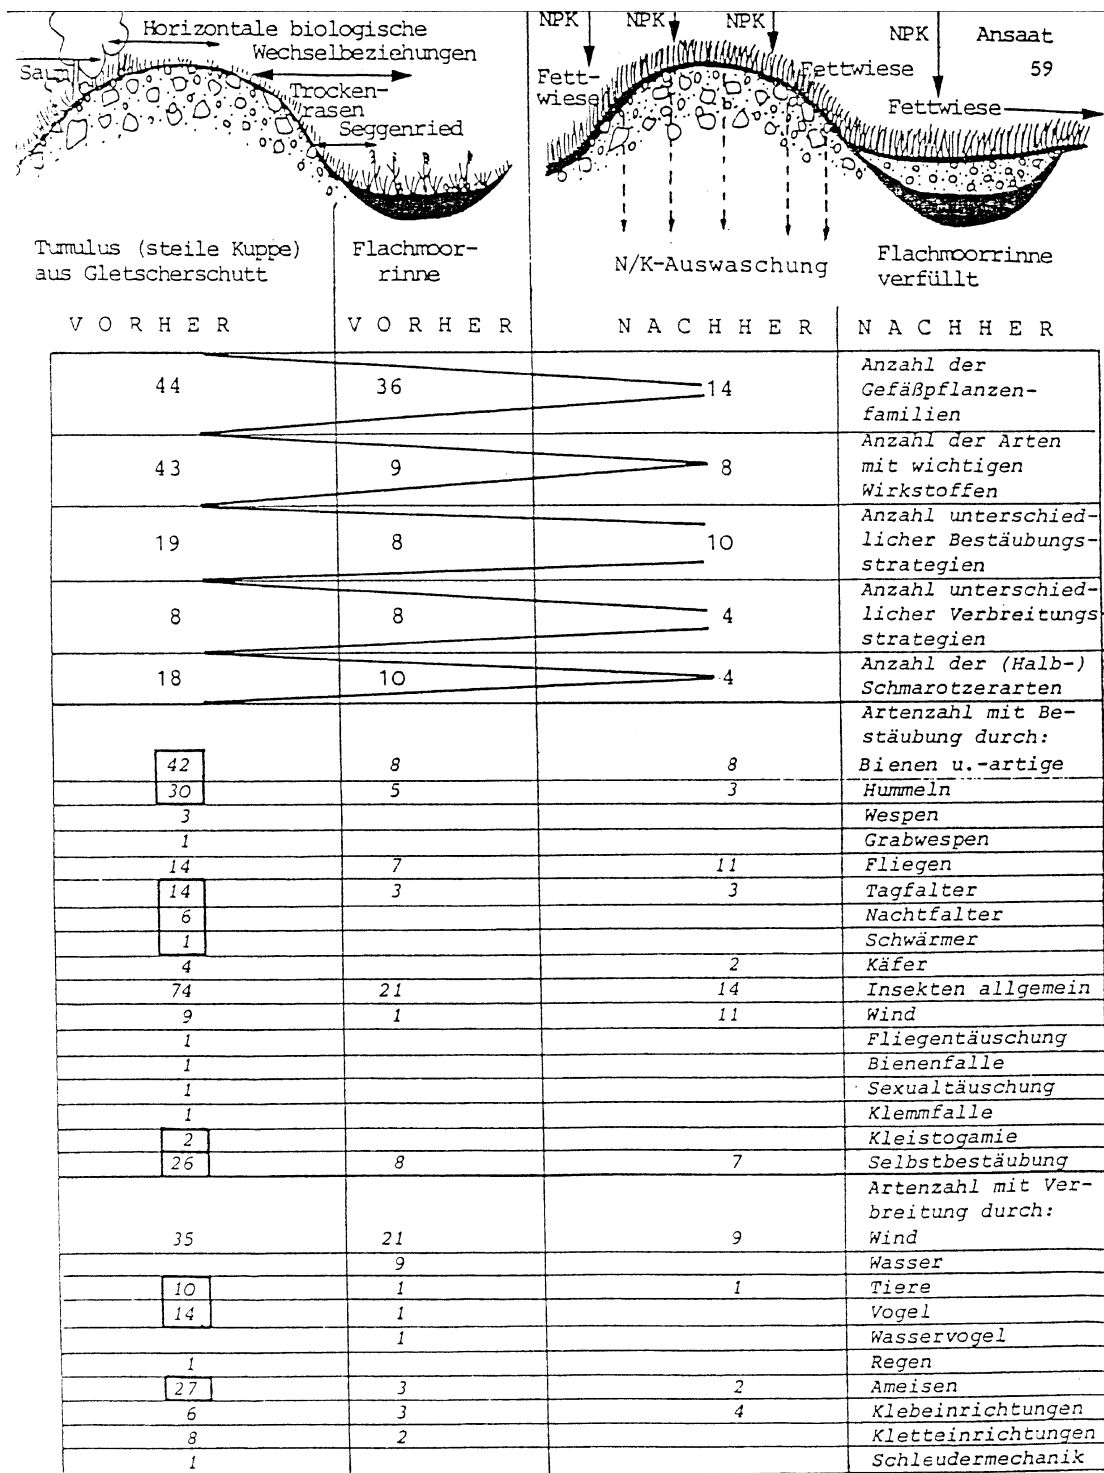 Horizontale biologische
Wechselbeziehungen
Saum
Trocken-
rasen
Seggenried
NPK NPK NPK
NPK Ansaat
59
Fett-
wiese
Fettwiese
Fettwiese
Tumulus (steile Kuppe)
aus Gletscherschutt
Flachmoor-
rinne
N/K-Auswaschung
Flachmoorrinne
verfüllt
VORHER VORHER NACHHER NACHHER
44 36 14 Anzahl der
Gefäßpflanzen-
familien
43 9 8 Anzahl der Arten
mit wichtigen
Wirkstoffen
19 8 10 Anzahl unterschied-
licher Bestäubungs-
strategien
8 8 4 Anzahl unterschied-
licher Verbreitungs-
strategien
18 10 4 Anzahl der (Halb-)
Schmarotzerarten
Artenzahl mit Be-
stäubung durch:
42 8 8 Bienen u.-artige
30 5 3 Hummeln
3 Wespen
1 Grabwespen
14 7 11 Fliegen
14 3 3 Tagfalter
6 Nachtfalter
1 Schwärmer
4 2 Käfer
74 21 14 Insekten allgemein
9 1 11 Wind
1 Fliegentäuschung
1 Bienenfalle
1 Sexualtäuschung
1 Klemmfalle
2 Kleistogamie
26 8 7 Selbstbestäubung
Artenzahl mit Ver-
breitung durch:
35 21 9 Wind
9 Wasser
10 1 1 Tiere
14 1 Vogel
1 Wasservogel
1 Regen
27 3 2 Ameisen
6 3 4 Klebeinrichtungen
8 2 Kletteinrichtungen
1 Schleudermechanik